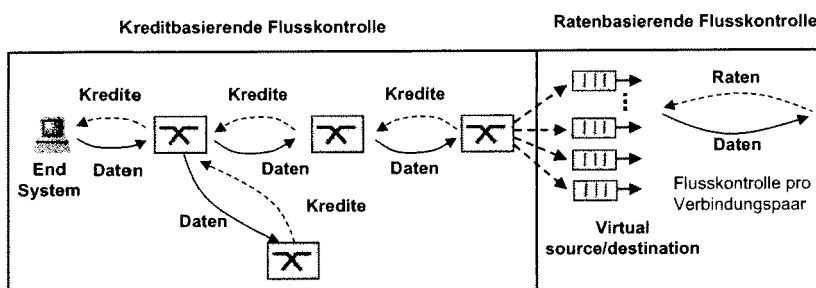 Kreditbasierende Flusskontrolle
Ratenbasierende Flusskontrolle
Kredite
Kredite
Kredite
Raten
End
System
Daten
Daten
Daten
Daten
Daten
Kredite
Flusskontrolle pro
Verbindungspaar
Virtual
source/destination